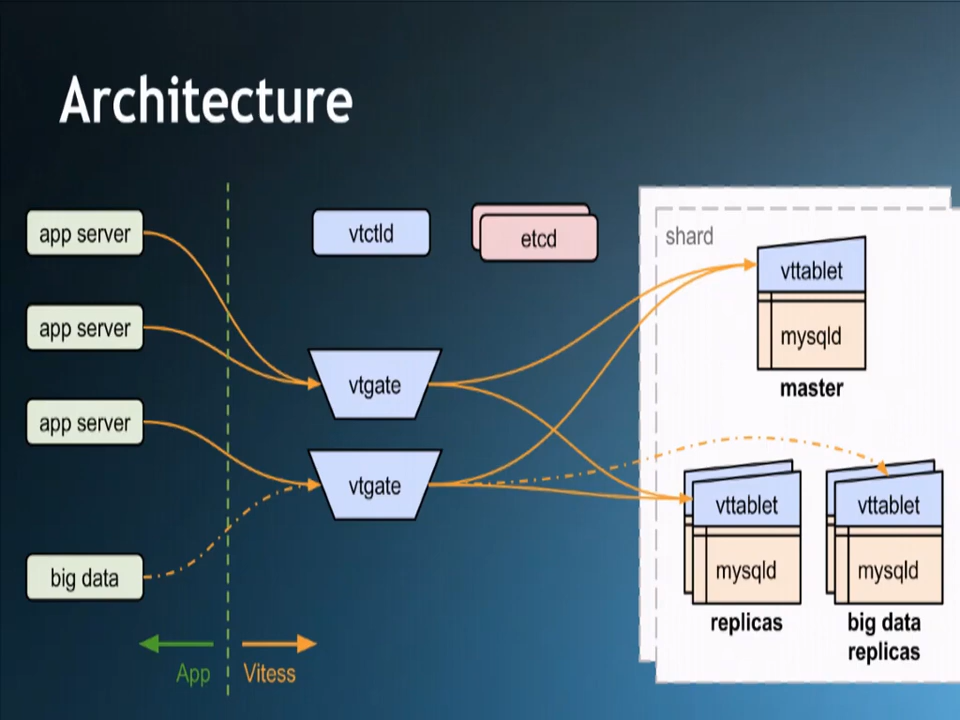 Architecture
app server
app server
app server
big data
App
Vitess
vtctld
etcd
vtgate
vtgate
shard
vttablet
mysqld
master
vttablet
mysqld
replicas
vttablet
mysqld
big data
replicas